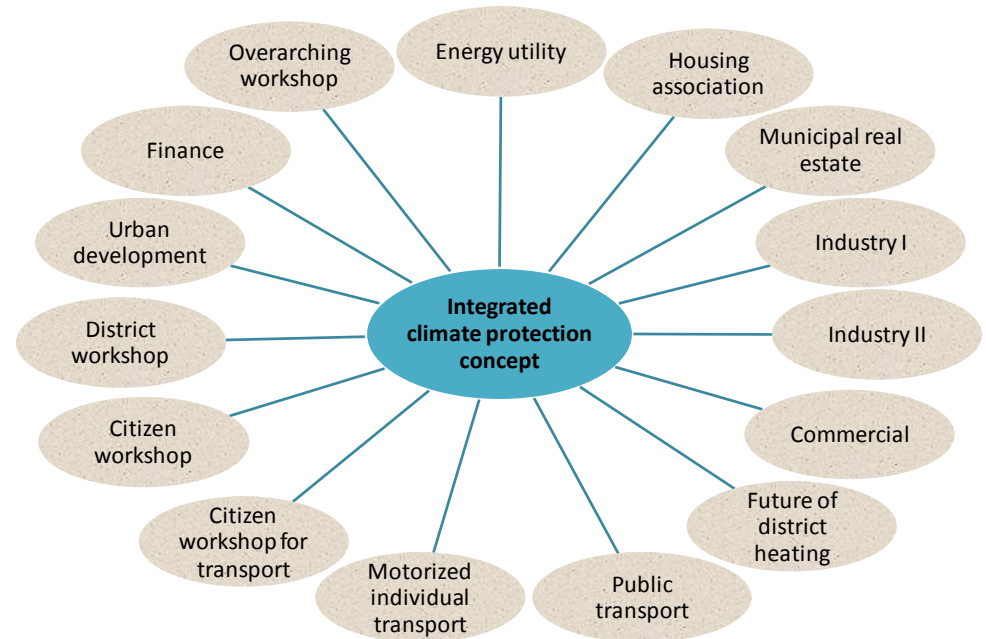 Energy utility
Housing
association
Municipal real
estate
Industry I
Industry II
Commercial
Future of
district
heating
Public
transport
Motorized
individual
transport
Citizen
workshop for
transport
Citizen
workshop
District
workshop
Urban
development
Finance
Overarching
workshop
Integrated
climate protection
concept